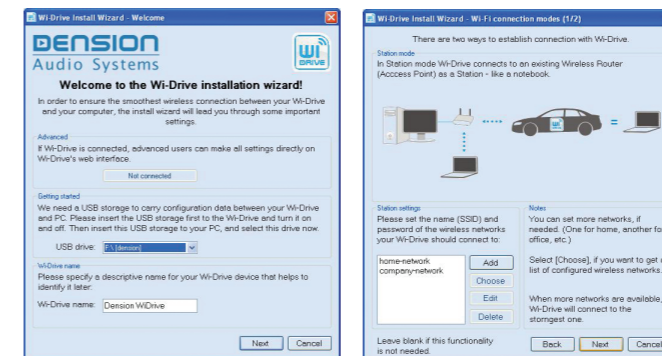 Wi-Drive Install Wizard - Welcome
DENSION
Audio Systems
Wi
DRIVE
Welcome to the Wi-Drive installation wizard!
In order to ensure the smoothest wireless connection between your Wi-Drive
and your computer, the install wizard will lead you through some important
settings.
Advanced
If Wi-Drive is connected, advanced users can make all settings directly on
Wi-Drive's web interface.
Not connected
Getting started
We need a USB storage to carry configuration data between your Wi-Drive
and PC. Please insert the USB storage first to the Wi-Drive and turn it on
and off. Then insert this USB storage to your PC, and select this drive now.
USB drive: F:\ [dension]
Wi-Drive name
Please specify a descriptive name for your Wi-Drive device that helps to
identify it later:
Wi-Drive name: Dension WiDrive
Next Cancel
Wi-Drive Install Wizard - Wi-Fi connection modes (1/2)
There are two ways to establish connection with Wi-Drive.
Station mode
In Station mode Wi-Drive connects to an existing Wireless Router
(Acccess Point) as a Station - like a
notebook.
=
Station settings
Please set the name (SSID) and
password of the wireless networks
your Wi-Drive should connect to:
home-network
company-network
Add
Choose
Edit
Delete
Leave blank if this functionality
is not needed.
Notes
You can set more networks, if
needed. (One for home, another for
office, etc.)
Select [Choose], if you want to get a
list of configured wireless networks.
When more networks are available,
Wi-Drive will connect to the
storngest one.
Back Next Cancel